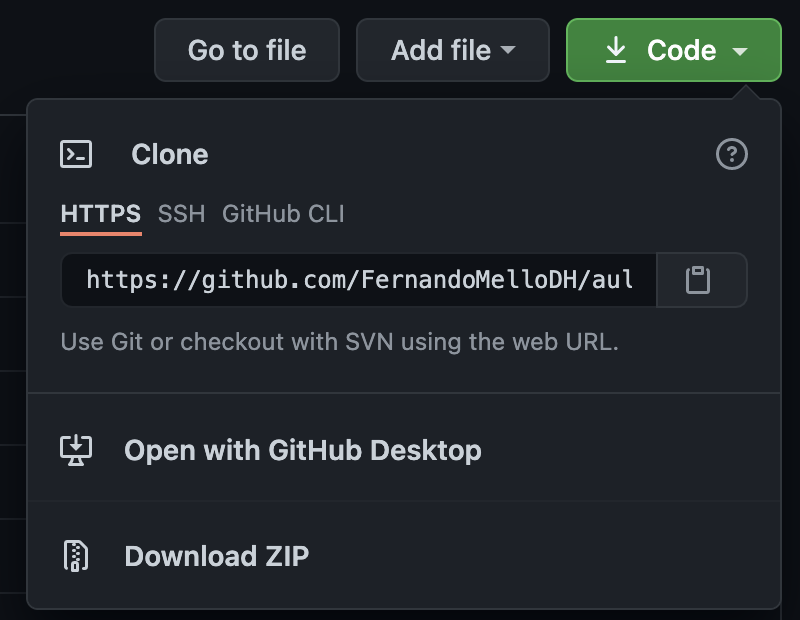 Go to file Add file Code
Clone
HTTPS SSH GitHub CLI
https://github.com/FernandoMelloDH/aul
Use Git or checkout with SVN using the web URL.
Open with GitHub Desktop
Download ZIP